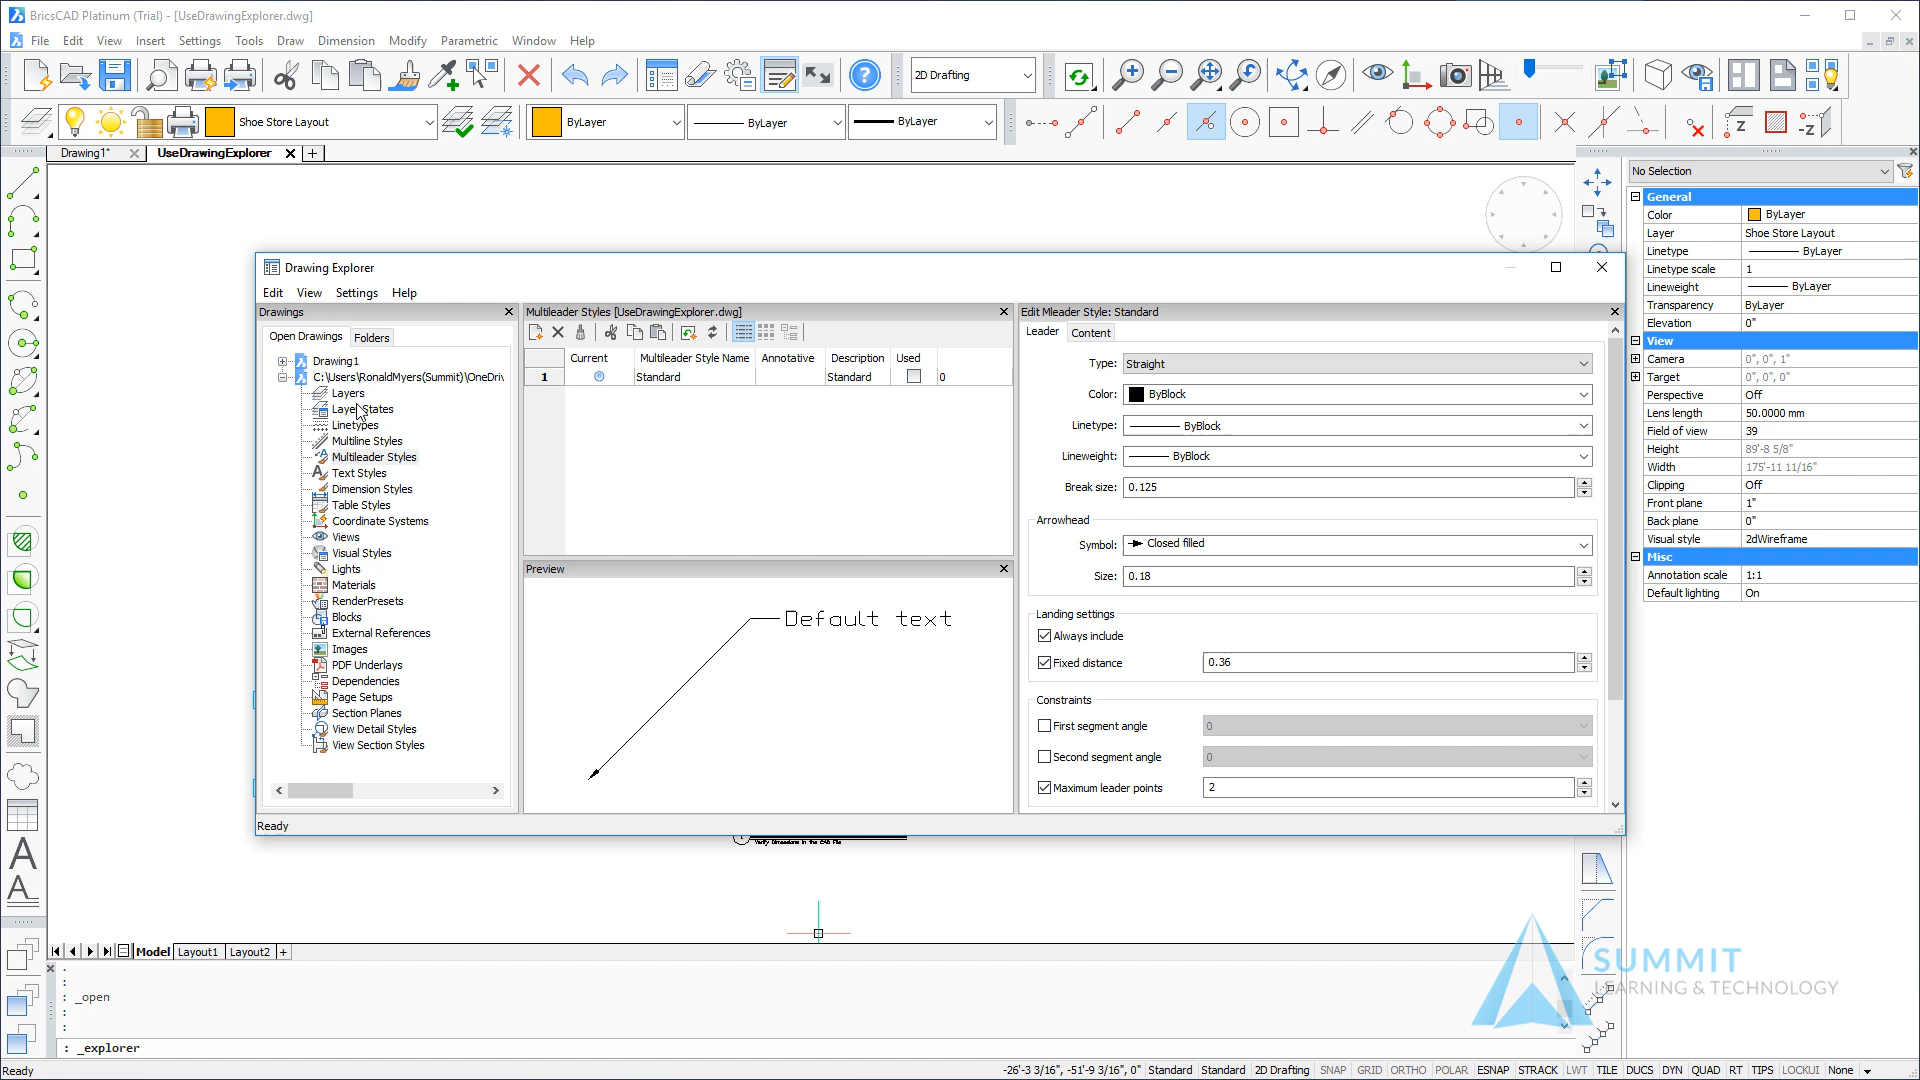 BricsCAD Platinum (Trial) - [UseDrawingExplorer.dwg]
File Edit View Insert Settings Tools Draw Dimension Modify Parametric Window Help
2D Drafting
Shoe Store Layout
ByLayer
ByLayer
ByLayer
Drawing1*
UseDrawingExplorer
No Selection
General
Color ByLayer
Layer Shoe Store Layout
Linetype ByLayer
Linetype scale 1
Lineweight ByLayer
Transparency ByLayer
Elevation 0"
View
Camera 0", 0", 1"
Target 0", 0", 0"
Perspective Off
Lens length 50.0000 mm
Field of view 39
Height 89'-8 5/8"
Width 175'-11 11/16"
Clipping Off
Front plane 1"
Back plane 0"
Visual style 2dWireframe
Misc
Annotation scale 1:1
Default lighting On
Drawing Explorer
Edit View Settings Help
Drawings
Open Drawings Folders
Drawing1
C:\Users\RonaldMyers(Summit)\OneDriv
Layers
Layer States
Linetypes
Multiline Styles
Multileader Styles
Text Styles
Dimension Styles
Table Styles
Coordinate Systems
Views
Visual Styles
Lights
Materials
RenderPresets
Blocks
External References
Images
PDF Underlays
Dependencies
Page Setups
Section Planes
View Detail Styles
View Section Styles
Ready
Multileader Styles [UseDrawingExplorer.dwg]
Current Multileader Style Name Annotative Description Used
1 Standard Standard 0
Preview
Default text
Edit Mleader Style: Standard
Leader Content
Type: Straight
Color: ByBlock
Linetype: ByBlock
Lineweight: ByBlock
Break size: 0.125
Arrowhead
Symbol: Closed filled
Size: 0.18
Landing settings
Always include
Fixed distance 0.36
Constraints
First segment angle 0
Second segment angle 0
Maximum leader points 2
Verify Dimensions in the CAD File
Model Layout1 Layout2 +
:
:
: _open
:
:
: _explorer
SUMMIT
LEARNING & TECHNOLOGY
Ready
-26'-3 3/16", -51'-9 3/16", 0" Standard Standard 2D Drafting SNAP GRID ORTHO POLAR ESNAP STRACK LWT TILE DUCS DYN QUAD RT TIPS LOCKUI None